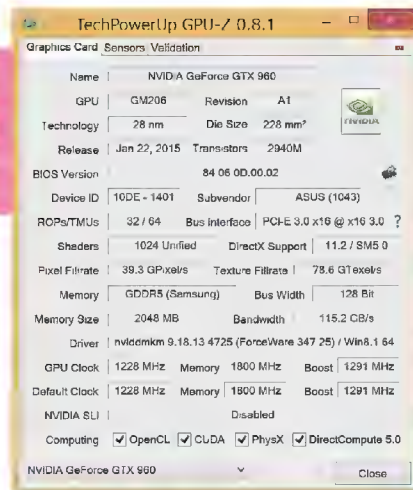 TechPowerUp GPU-Z 0.8.1
Graphics Card Sensors Validation
Name NVIDIA GeForce GTX 960
GPU GM206 Revision A1
Technology 28 nm Die Size 228 mm²
NVIDIA
Release Jan 22, 2015 Transistors 2940M
BIOS Version 84 06 0D.00.02
Device ID 10DE - 1401 Subvendor ASUS (1043)
ROPs/TMUs 32 / 64 Bus Interface PCI-E 3.0 x16 @ x16 3.0 ?
Shaders 1024 Unified DirectX Support 11.2 / SM5 0
Pixel Fillrate 39.3 GPixel/s Texture Fillrate 78.6 GTexel/s
Memory GDDR5 (Samsung) Bus Width 128 Bit
Memory Size 2048 MB Bandwidth 115.2 GB/s
Driver nvlddmkm 9.18.13 4725 (ForceWare 347 25) / Win8.1 64
GPU Clock 1228 MHz Memory 1800 MHz Boost 1291 MHz
Default Clock 1228 MHz Memory 1800 MHz Boost 1291 MHz
NVIDIA SLI Disabled
Computing OpenCL CUDA PhysX DirectCompute 5.0
NVIDIA GeForce GTX 960 Close